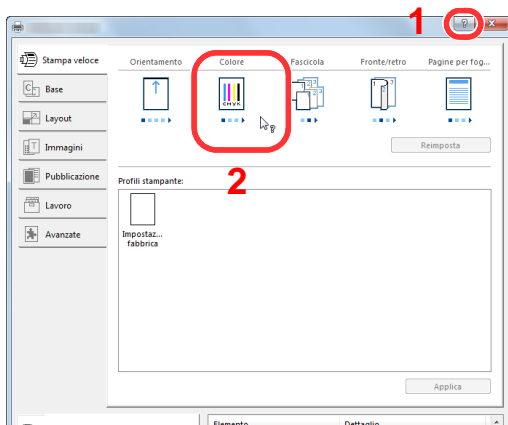 1
?
Stampa veloce
Orientamento Colore Fascicola Fronte/retro Pagine per fog...
Base
CMYK
Layout
2
Immagini
Reimposta
Pubblicazione
Profili stampante:
Lavoro
Avanzate
Impostaz...
fabbrica
Applica
Elemento Dettaglio